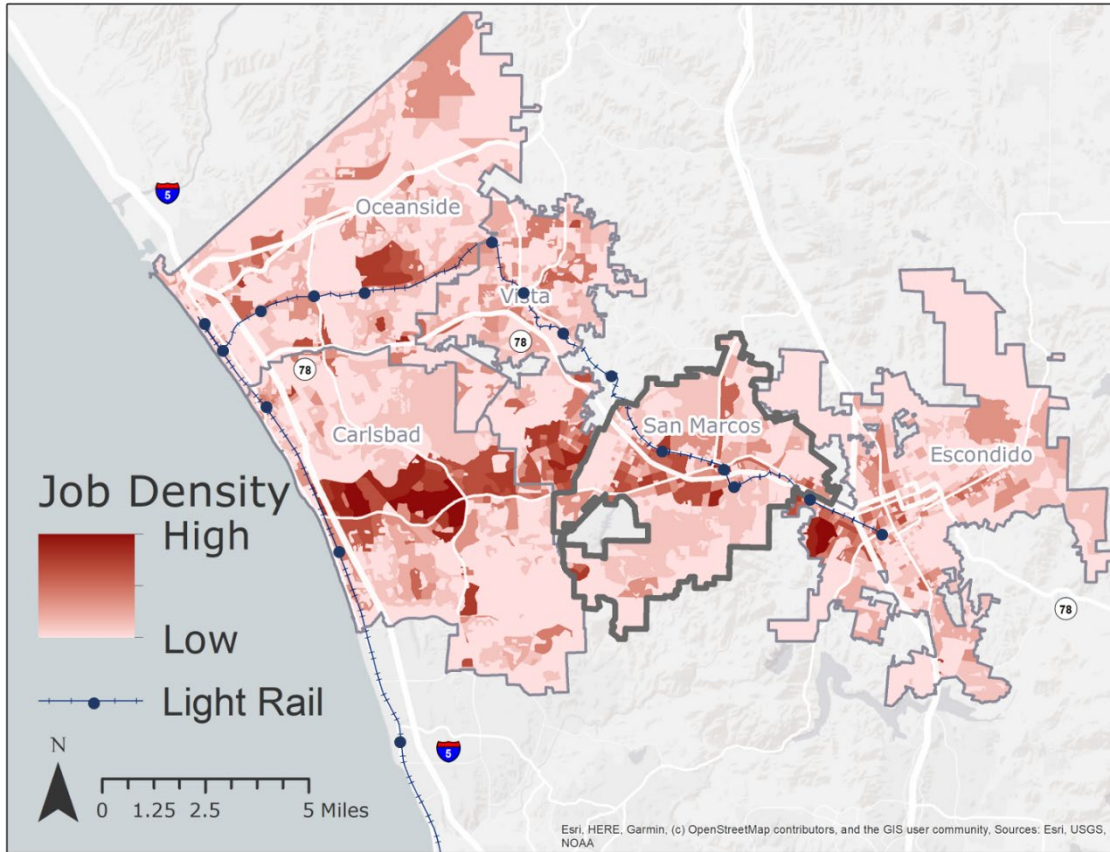 5
Oceanside
Vista
78
78
San Marcos
Carlsbad
Escondido
Job Density
High
Low
78
Light Rail
5
N
0 1.25 2.5 5 Miles
Esri, HERE, Garmin, (c) OpenStreetMap contributors, and the GIS user community, Sources: Esri, USGS,
NOAA